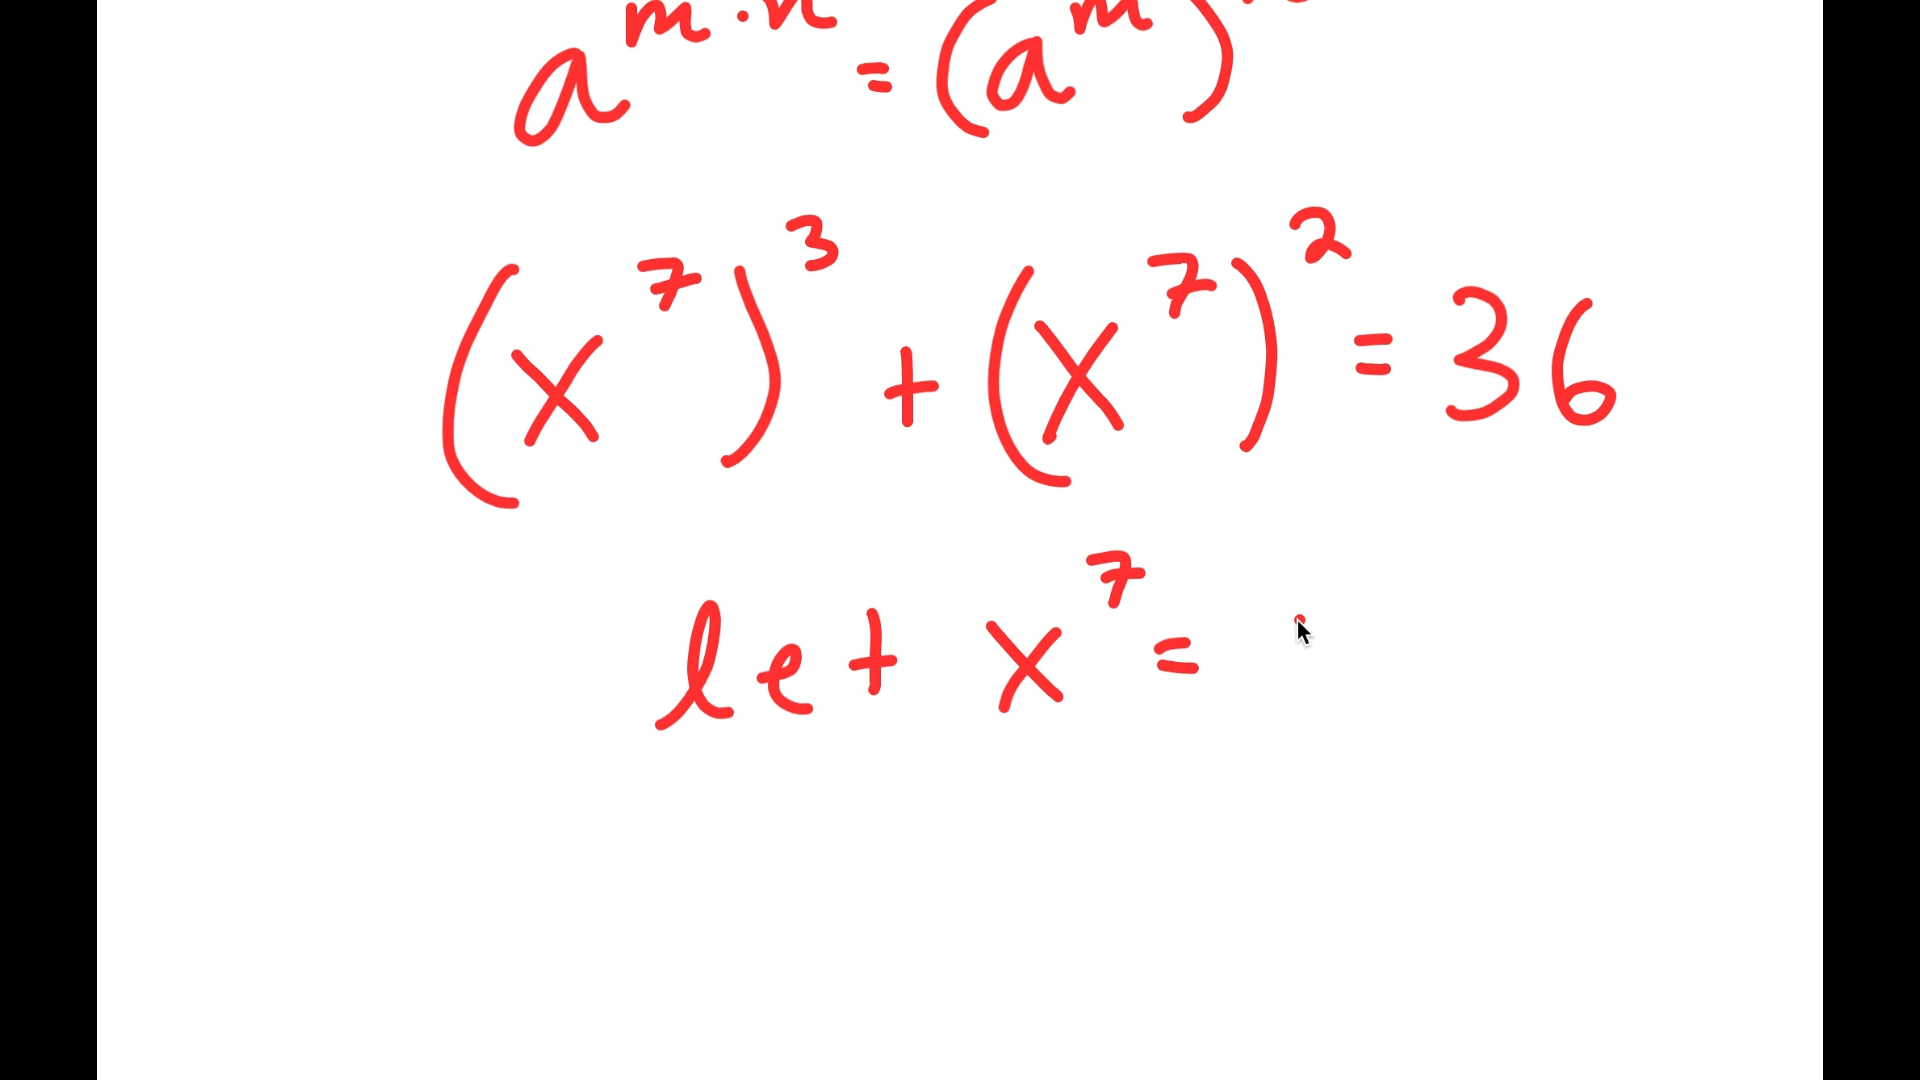 a^{m·n} = (a^m)
(x^7)^3 + (x^7)^2 = 36
let x^7 =